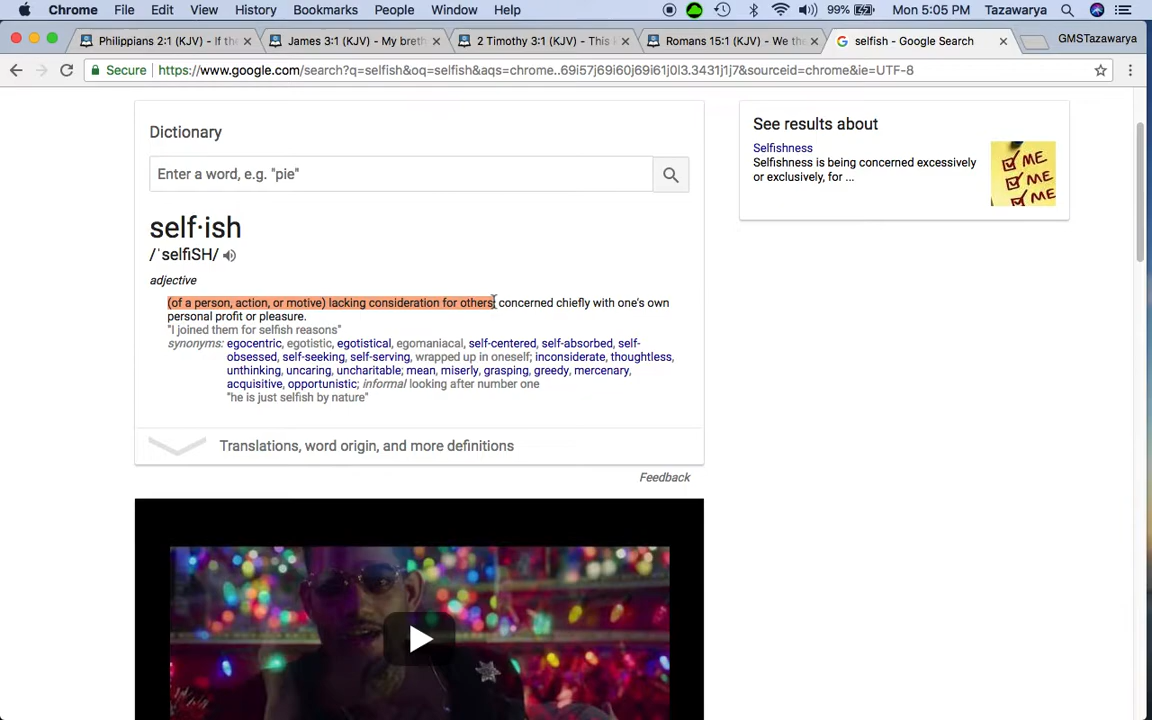 Chrome File Edit View History Bookmarks People Window Help 99% Mon 5:05 PM Tazawarya
Philippians 2:1 (KJV) - If the
James 3:1 (KJV) - My breth
2 Timothy 3:1 (KJV) - This k
Romans 15:1 (KJV) - We the
selfish - Google Search
GMSTazawarya
Secure https://www.google.com/search?q=selfish&oq=selfish&aqs=chrome..69i57j69i60j69i61j0l3.3431j1j7&sourceid=chrome&ie=UTF-8
Dictionary
Enter a word, e.g. "pie"
self·ish
/ˈselfiSH/
adjective
(of a person, action, or motive) lacking consideration for others; concerned chiefly with one's own
personal profit or pleasure.
"I joined them for selfish reasons"
synonyms: egocentric, egotistic, egotistical, egomaniacal, self-centered, self-absorbed, self-
obsessed, self-seeking, self-serving, wrapped up in oneself; inconsiderate, thoughtless,
unthinking, uncaring, uncharitable; mean, miserly, grasping, greedy, mercenary,
acquisitive, opportunistic; informal looking after number one
"he is just selfish by nature"
Translations, word origin, and more definitions
Feedback
See results about
Selfishness
Selfishness is being concerned excessively
or exclusively, for ...
ME
ME
ME